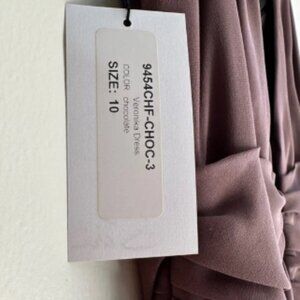 9454CHF-CHOC-3
Veronika Dress
COLOR: chocolate
SIZE: 10